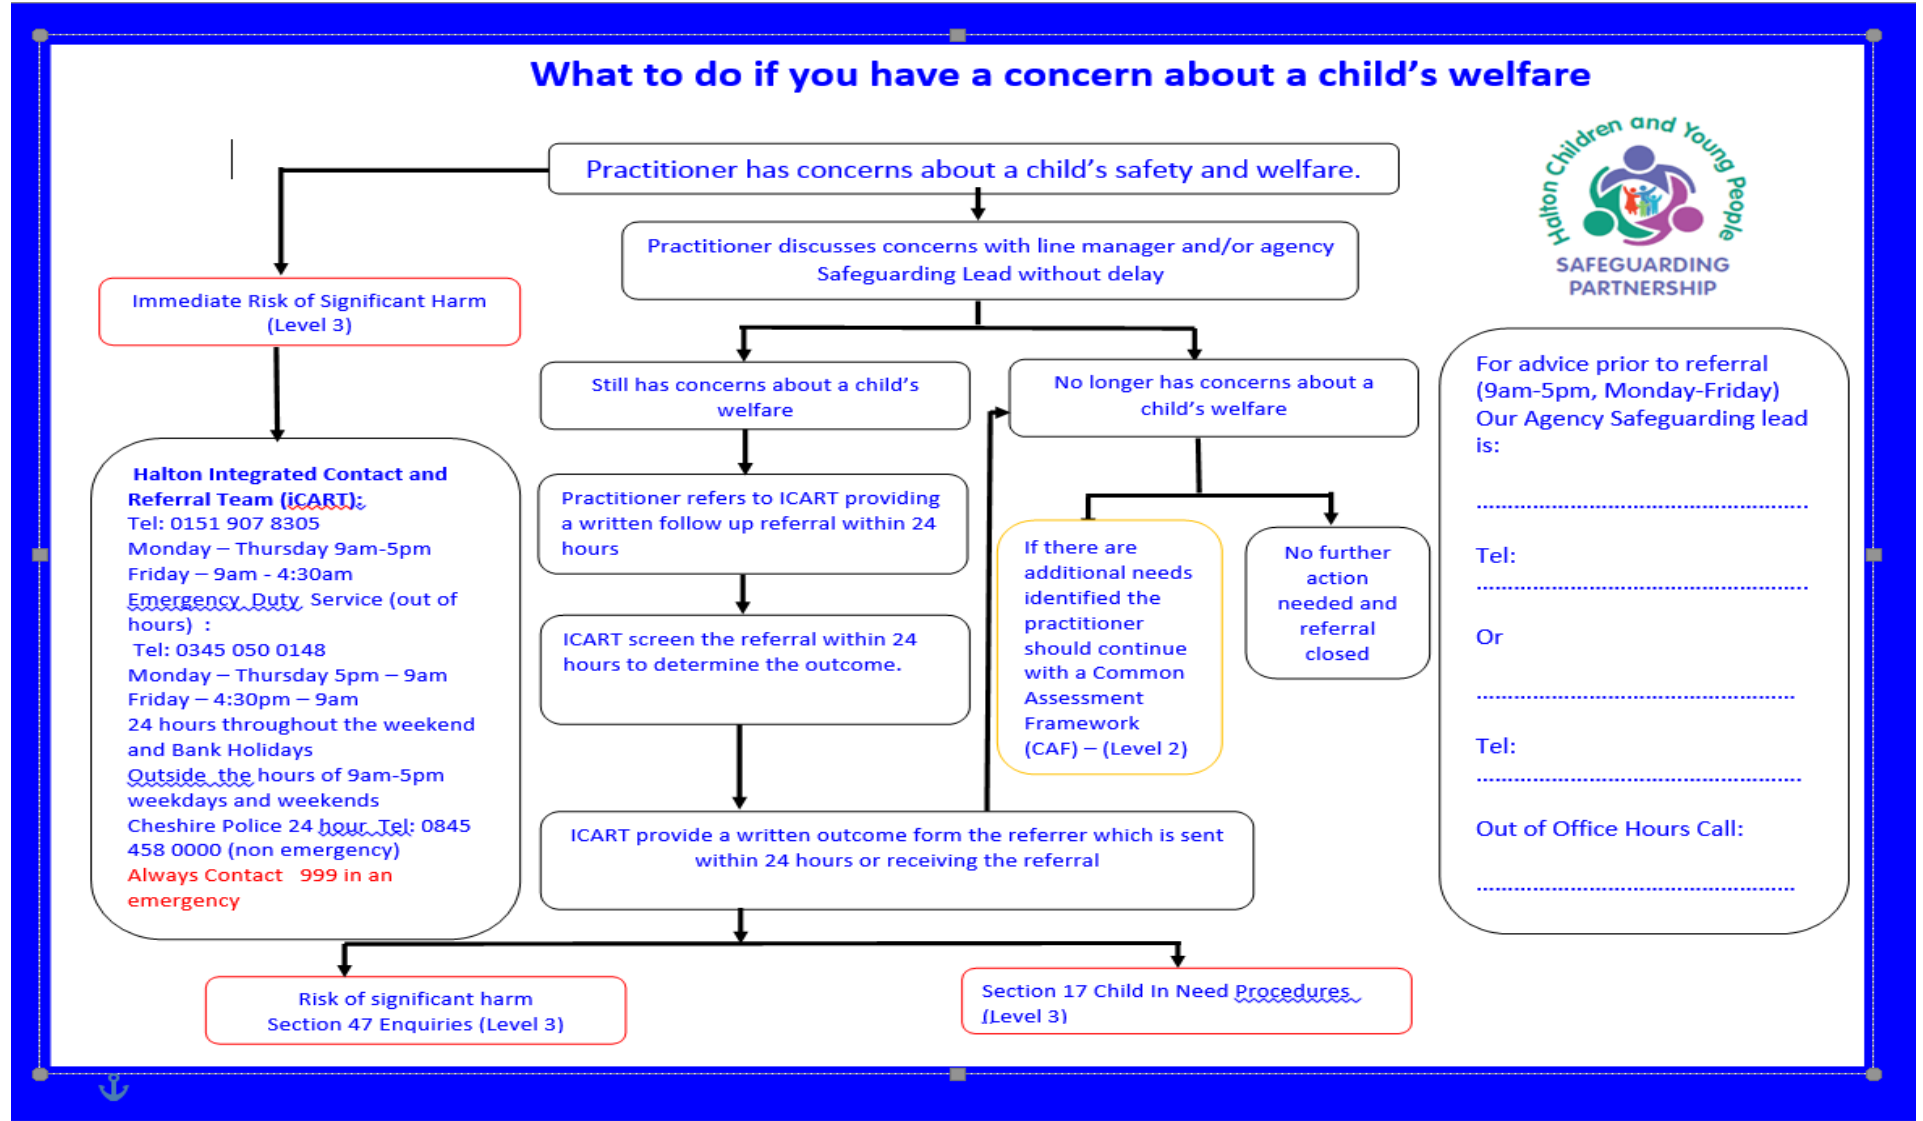 What to do if you have a concern about a child's welfare
Halton Children and Young People
SAFEGUARDING
PARTNERSHIP
Practitioner has concerns about a child's safety and welfare.
Practitioner discusses concerns with line manager and/or agency
Safeguarding Lead without delay
Immediate Risk of Significant Harm
(Level 3)
Still has concerns about a child's
welfare
No longer has concerns about a
child's welfare
Halton Integrated Contact and
Referral Team (iCART):
Tel: 0151 907 8305
Monday – Thursday 9am-5pm
Friday – 9am - 4:30am
Emergency Duty Service (out of
hours) :
Tel: 0345 050 0148
Monday – Thursday 5pm – 9am
Friday – 4:30pm – 9am
24 hours throughout the weekend
and Bank Holidays
Outside the hours of 9am-5pm
weekdays and weekends
Cheshire Police 24 hour Tel: 0845
458 0000 (non emergency)
Always Contact 999 in an
emergency
Practitioner refers to ICART providing
a written follow up referral within 24
hours
ICART screen the referral within 24
hours to determine the outcome.
If there are
additional needs
identified the
practitioner
should continue
with a Common
Assessment
Framework
(CAF) – (Level 2)
No further
action
needed and
referral
closed
ICART provide a written outcome form the referrer which is sent
within 24 hours or receiving the referral
Risk of significant harm
Section 47 Enquiries (Level 3)
Section 17 Child In Need Procedures
(Level 3)
For advice prior to referral
(9am-5pm, Monday-Friday)
Our Agency Safeguarding lead
is:
......................................................
Tel:
......................................................
Or
....................................................
Tel:
.....................................................
Out of Office Hours Call:
....................................................